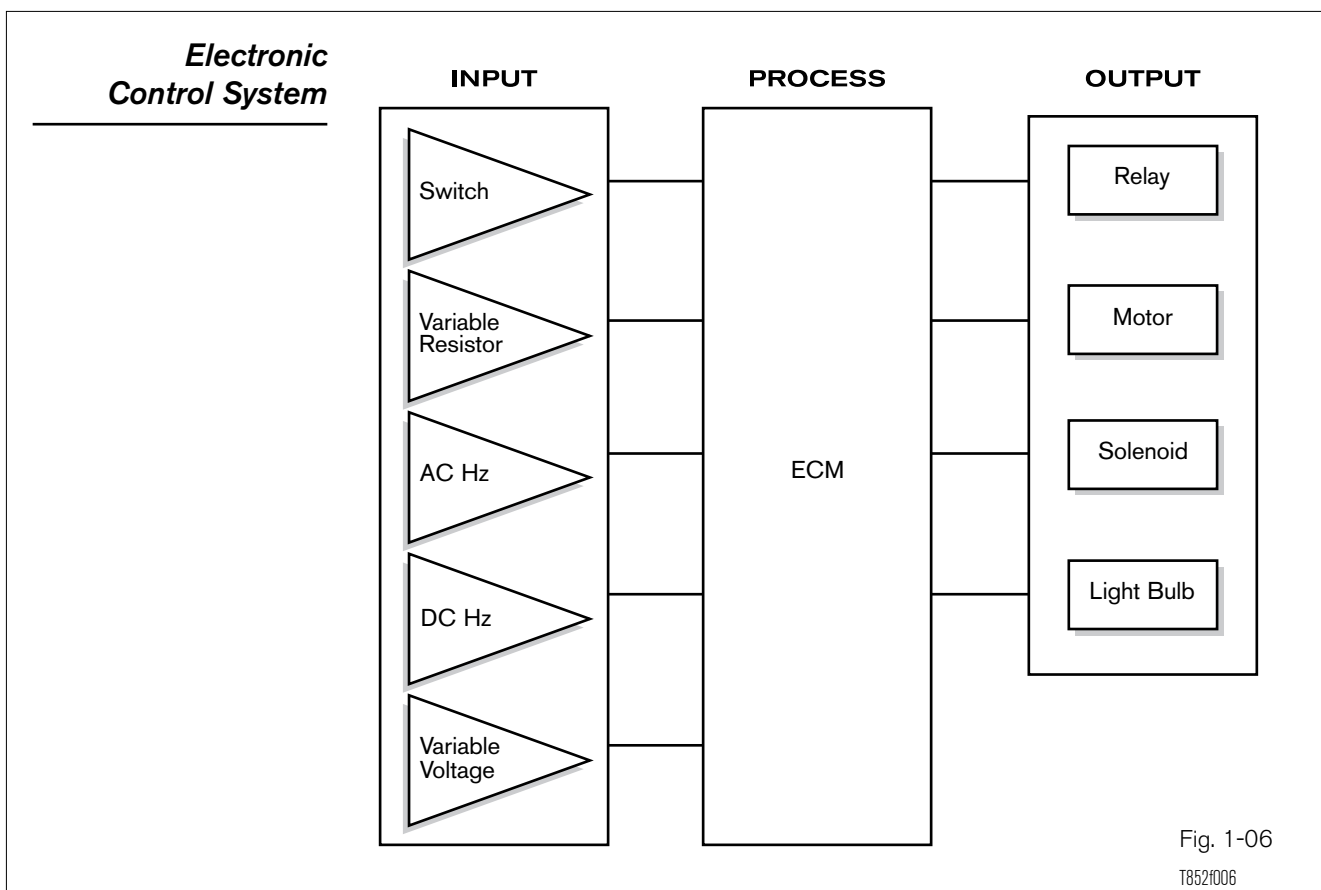 Electronic
Control System
INPUT
PROCESS
OUTPUT
Switch
Variable
Resistor
AC Hz
DC Hz
Variable
Voltage
ECM
Relay
Motor
Solenoid
Light Bulb
Fig. 1-06
T852f006